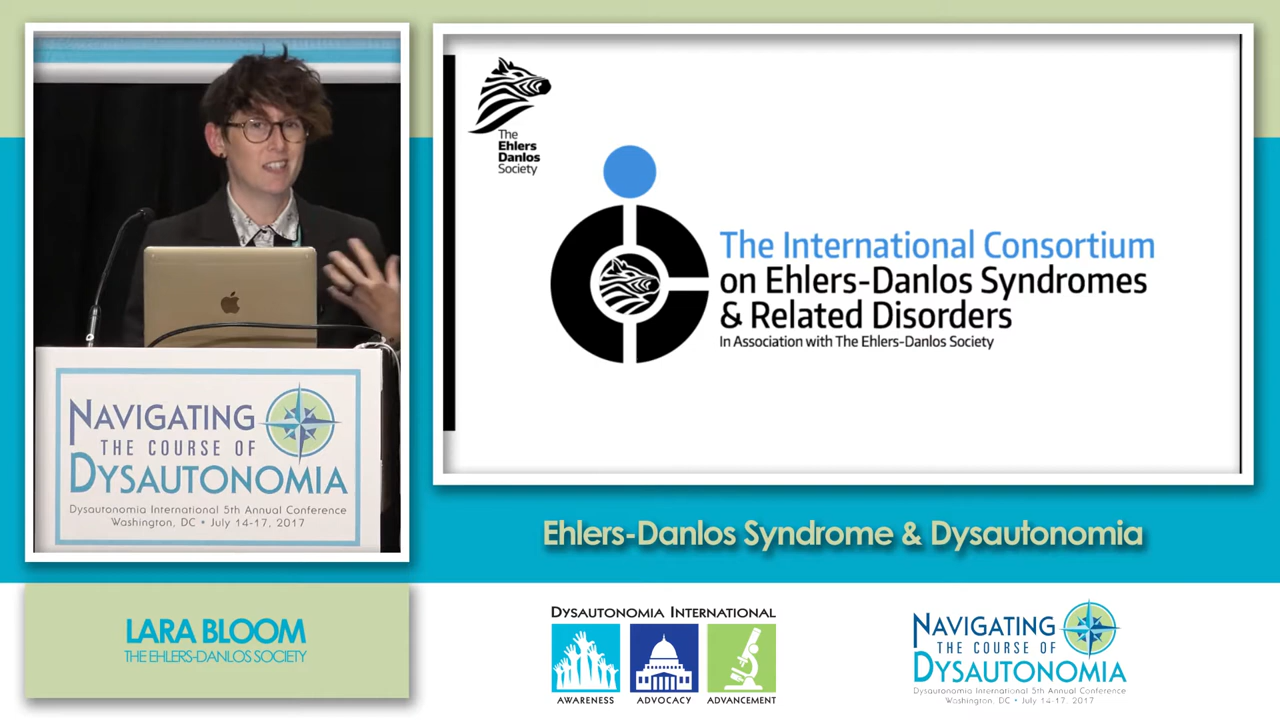 NAVIGATING
THE COURSE OF
DYSAUTONOMIA
Dysautonomia International 5th Annual Conference
Washington, DC • July 14-17, 2017
LARA BLOOM
THE EHLERS-DANLOS SOCIETY
The
Ehlers
Danlos
Society
The International Consortium
on Ehlers-Danlos Syndromes
& Related Disorders
In Association with The Ehlers-Danlos Society
Ehlers-Danlos Syndrome & Dysautonomia
DYSAUTONOMIA INTERNATIONAL
AWARENESS ADVOCACY ADVANCEMENT
NAVIGATING
THE COURSE OF
DYSAUTONOMIA
Dysautonomia International 5th Annual Conference
Washington, DC • July 14-17, 2017